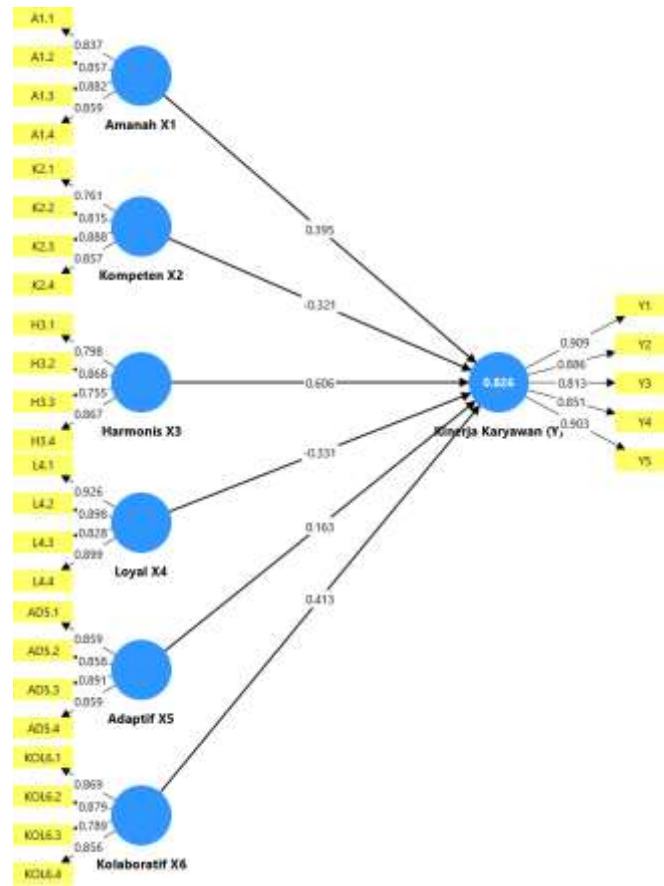 A1.1
0.837
A1.2
0.857
A1.3
0.882
0.859
A1.4
Amanah X1
K2.1
0.761
K2.2
0.815
K2.3
0.888
0.857
K2.4
Kompeten X2
H3.1
0.798
H3.2
0.868
H3.3
0.755
0.867
H3.4
Harmonis X3
L4.1
0.926
L4.2
0.898
L4.3
0.828
0.899
L4.4
Loyal X4
AD5.1
0.859
AD5.2
0.858
AD5.3
0.891
0.859
AD5.4
Adaptif X5
KOL6.1
0.869
KOL6.2
0.879
KOL6.3
0.789
0.856
KOL6.4
Kolaboratif X6
0.395
-0.321
0.606
-0.331
0.163
0.413
0.826
Kinerja Karyawan (Y)
Y1
0.909
Y2
0.886
Y3
0.813
Y4
0.851
Y5
0.903